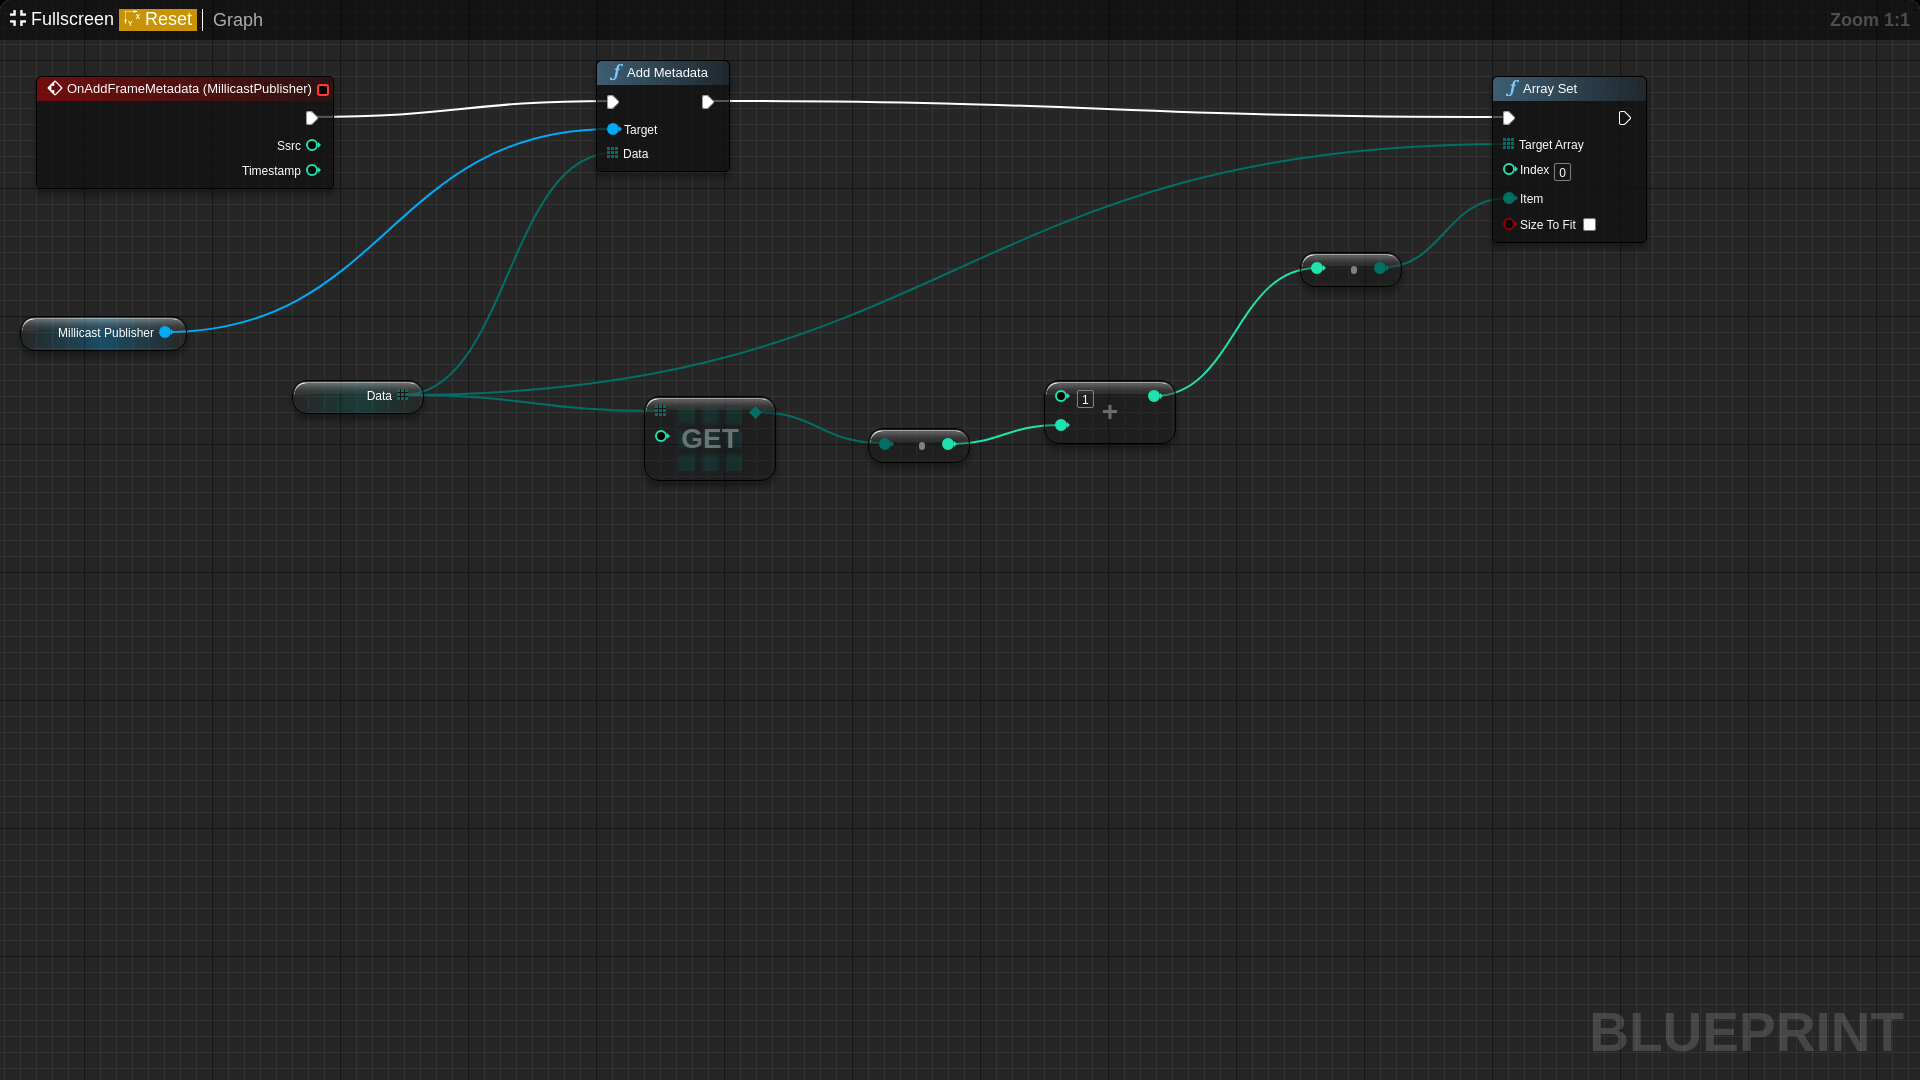 Fullscreen Reset Graph Zoom 1:1
OnAddFrameMetadata (MillicastPublisher)
Ssrc
Timestamp
f Add Metadata
Target
Data
f Array Set
Target Array
Index 0
Item
Size To Fit
Millicast Publisher
Data
GET
1
+
BLUEPRINT